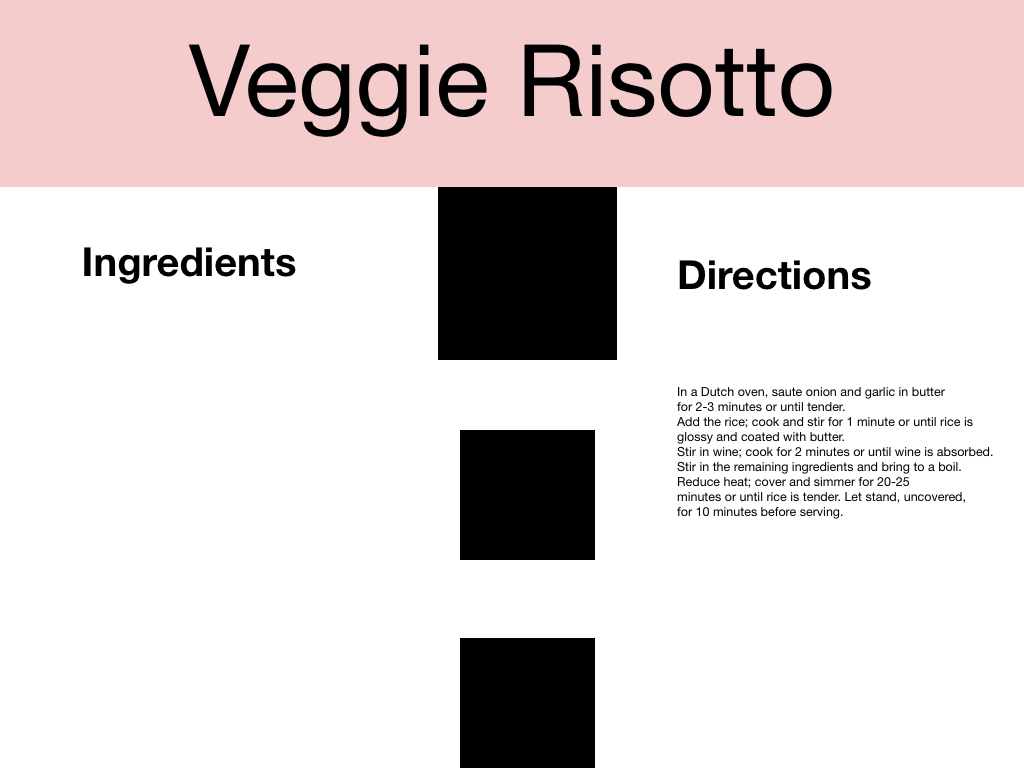 Veggie Risotto
Ingredients
Directions
In a Dutch oven, saute onion and garlic in butter
for 2-3 minutes or until tender.
Add the rice; cook and stir for 1 minute or until rice is
glossy and coated with butter.
Stir in wine; cook for 2 minutes or until wine is absorbed.
Stir in the remaining ingredients and bring to a boil.
Reduce heat; cover and simmer for 20-25
minutes or until rice is tender. Let stand, uncovered,
for 10 minutes before serving.